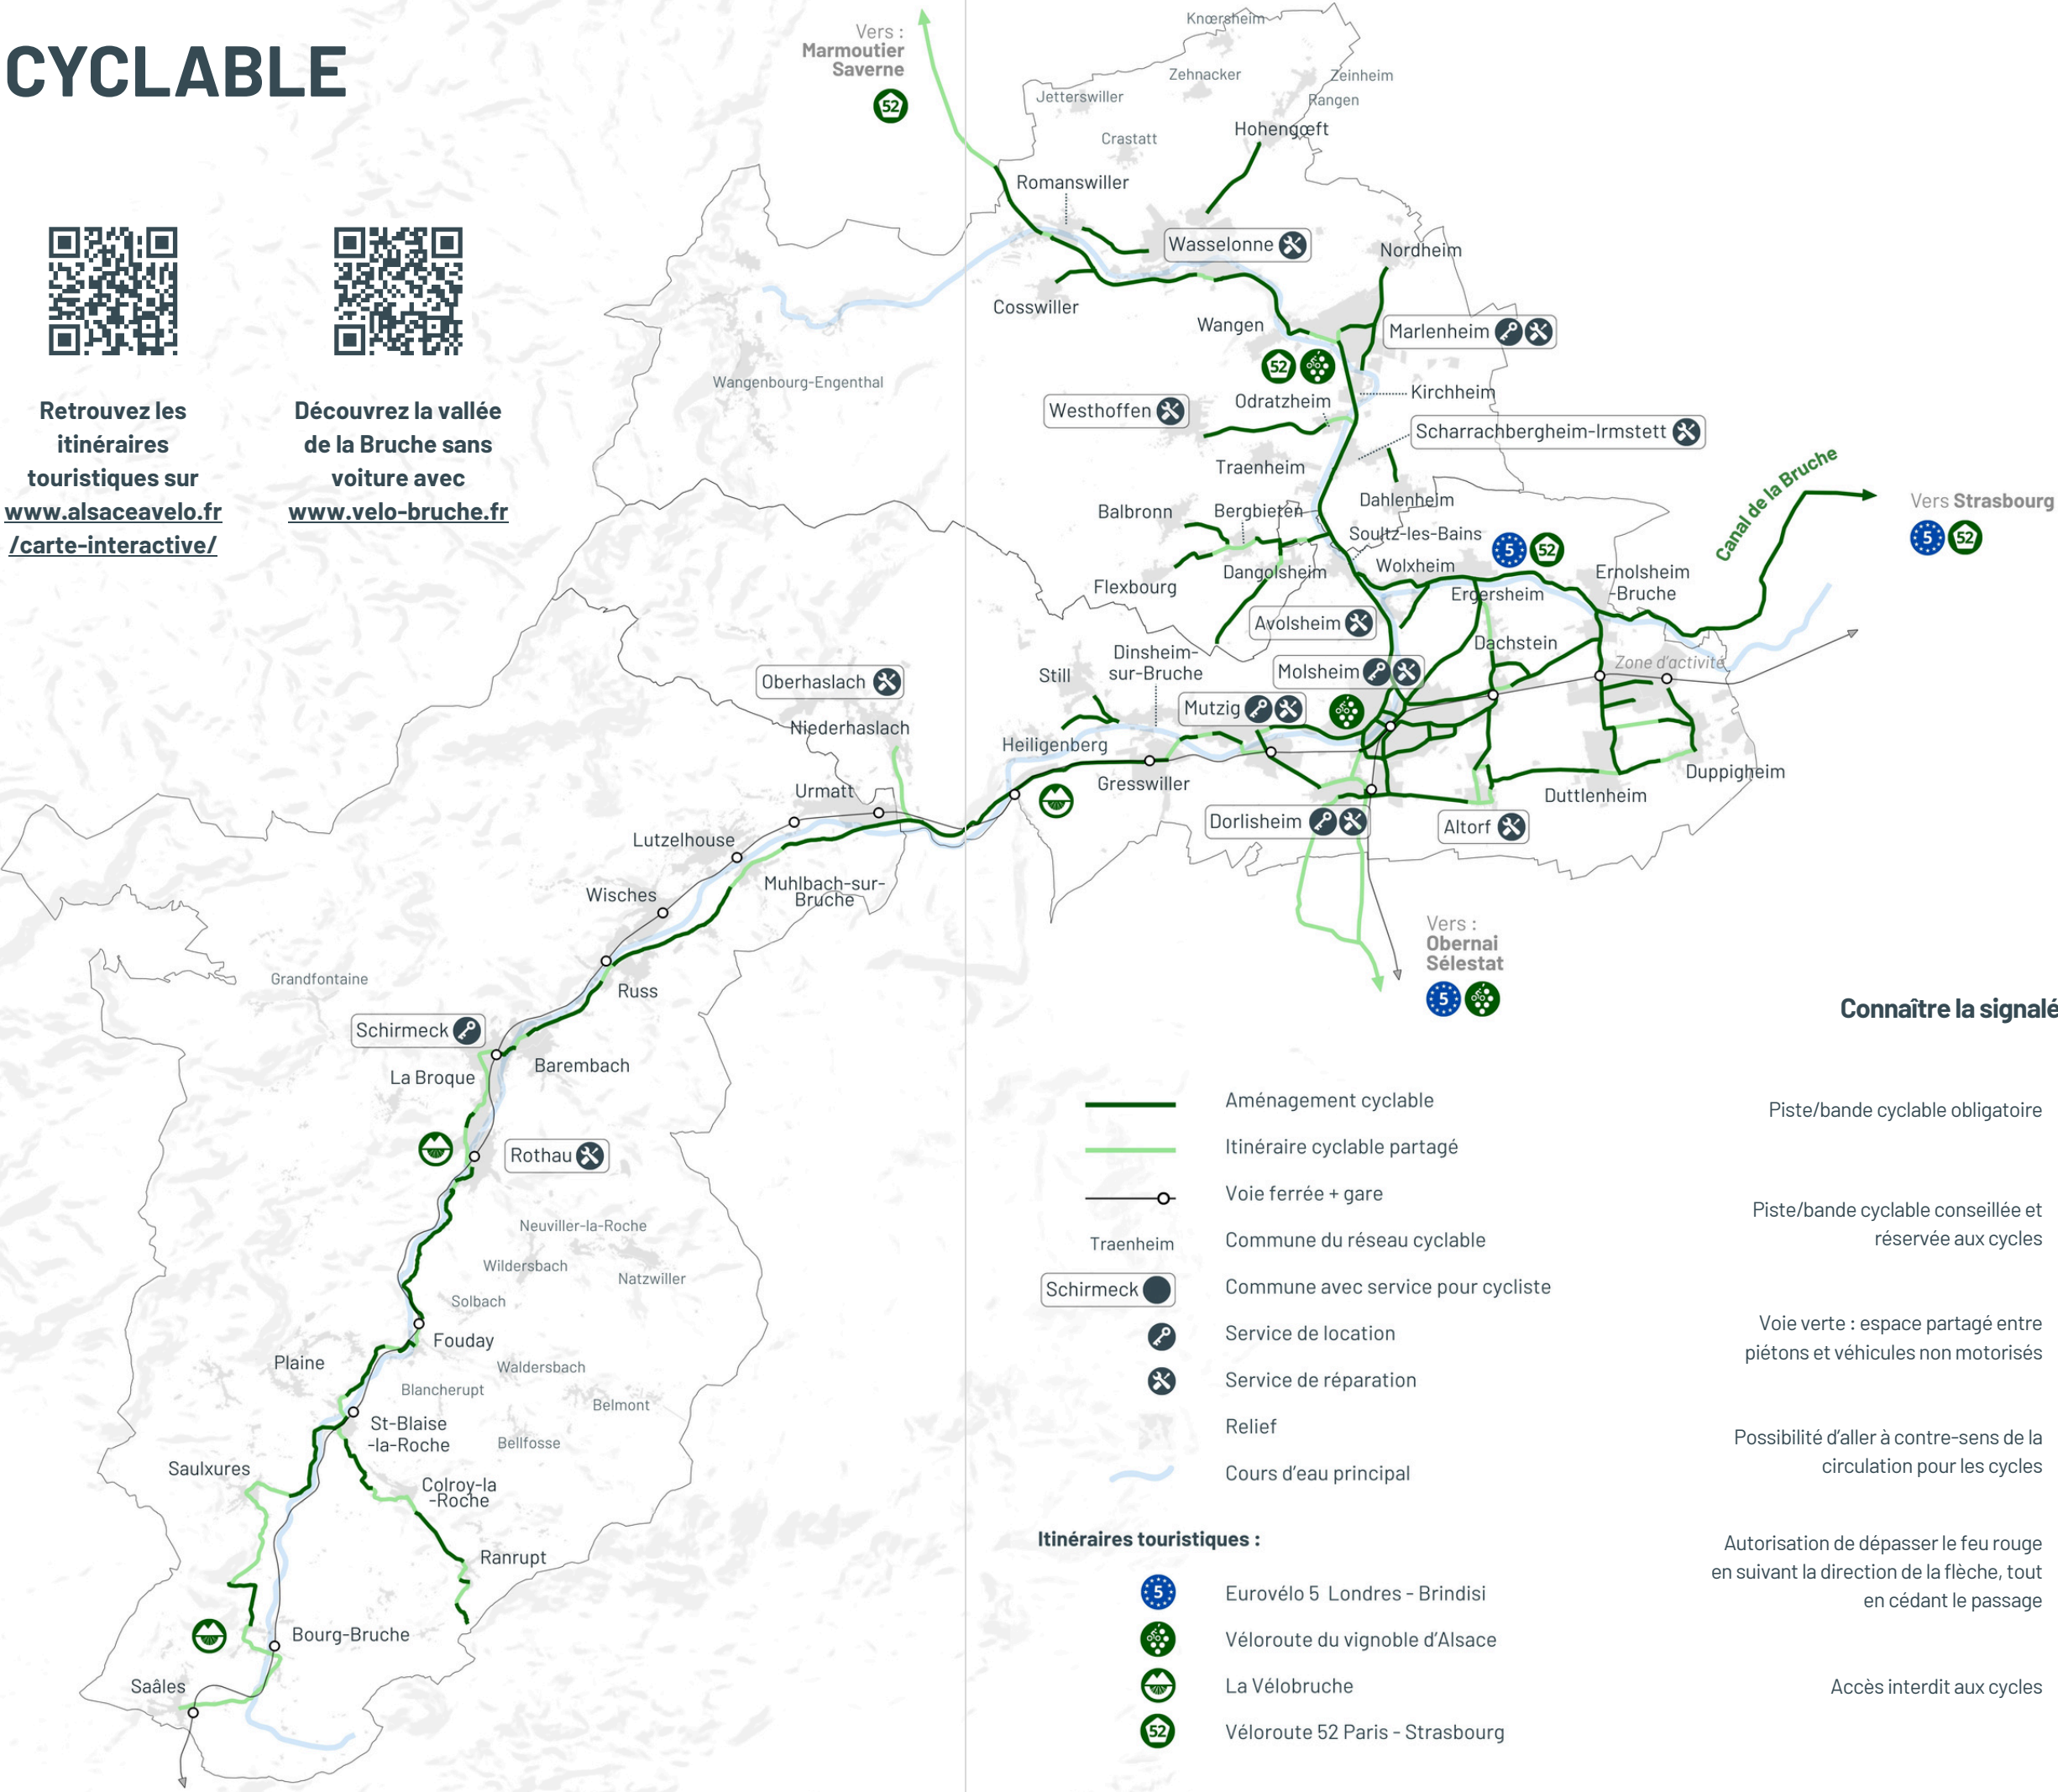 CYCLABLE
Retrouvez les
itinéraires
touristiques sur
www.alsaceavelo.fr
/carte-interactive/
Découvrez la vallée
de la Bruche sans
voiture avec
www.velo-bruche.fr
Vers :
Marmoutier
Saverne
52
Knœrsheim
Zehnacker
Zeinheim
Rangen
Jetterswiller
Crastatt
Hohengœft
Romanswiller
Wasselonne
Nordheim
Cosswiller
Wangen
Marlenheim
52
Wangenbourg-Engenthal
Kirchheim
Odratzheim
Westhoffen
Scharrachbergheim-Irmstett
Traenheim
Dahlenheim
Balbronn
Bergbieten
Soultz-les-Bains
Canal de la Bruche
Vers Strasbourg
5
52
5
52
Wolxheim
Dangolsheim
Flexbourg
Ergersheim
Ernolsheim
-Bruche
Avolsheim
Dachstein
Zone d'activité
Dinsheim-
sur-Bruche
Still
Molsheim
Mutzig
Oberhaslach
Niederhaslach
Heiligenberg
Gresswiller
Duppigheim
Duttlenheim
Urmatt
Dorlisheim
Altorf
Lutzelhouse
Muhlbach-sur-
Bruche
Wisches
Vers :
Obernai
Sélestat
5
Grandfontaine
Russ
Schirmeck
Barembach
La Broque
Rothau
Neuviller-la-Roche
Wildersbach
Natzwiller
Solbach
Fouday
Plaine
Waldersbach
Blancherupt
Belmont
St-Blaise
-la-Roche
Bellfosse
Saulxures
Colroy-la
-Roche
Ranrupt
Bourg-Bruche
Saâles
Aménagement cyclable
Itinéraire cyclable partagé
Voie ferrée + gare
Traenheim
Commune du réseau cyclable
Schirmeck
Commune avec service pour cycliste
Service de location
Service de réparation
Relief
Cours d'eau principal
Itinéraires touristiques :
5
Eurovélo 5 Londres - Brindisi
Véloroute du vignoble d'Alsace
La Vélobruche
52
Véloroute 52 Paris - Strasbourg
Connaître la signalé
Piste/bande cyclable obligatoire
Piste/bande cyclable conseillée et
réservée aux cycles
Voie verte : espace partagé entre
piétons et véhicules non motorisés
Possibilité d'aller à contre-sens de la
circulation pour les cycles
Autorisation de dépasser le feu rouge
en suivant la direction de la flèche, tout
en cédant le passage
Accès interdit aux cycles